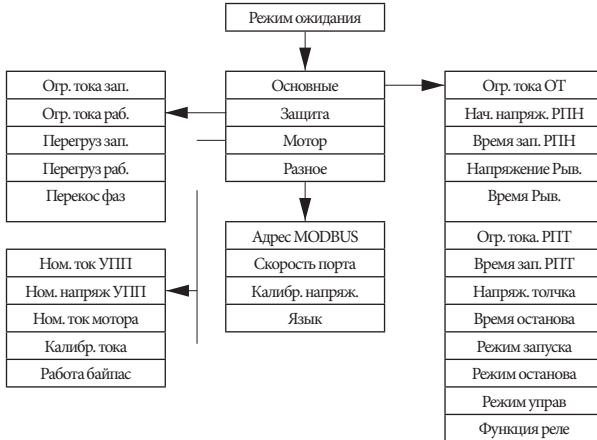 Режим ожидания
Основные
Защита
Мотор
Разное
Огр. тока зап.
Огр. тока раб.
Перегруз зап.
Перегруз раб.
Перекос фаз
Ном. ток УПП
Ном. напряж УПП
Ном. ток мотора
Калибр. тока
Работа байпас
Адрес MODBUS
Скорость порта
Калибр. напряж.
Язык
Огр. тока ОТ
Нач. напряж. РПН
Время зап. РПН
Напряжение Рыв.
Время Рыв.
Огр. тока. РПТ
Время зап. РПТ
Напряж. толчка
Время останова
Режим запуска
Режим останова
Режим управ
Функция реле